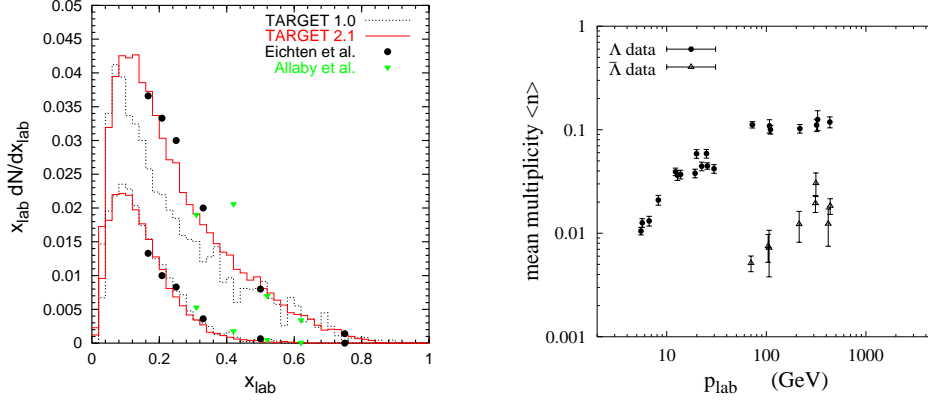 TARGET 1.0
TARGET 2.1
Eichten et al.
Allaby et al.
0.05
0.045
0.04
0.035
0.03
0.025
0.02
0.015
0.01
0.005
0
x_lab dN/dx_lab
0 0.2 0.4 0.6 0.8 1
x_lab
Λ data
Λ̄ data
1
0.1
0.01
0.001
mean multiplicity <n>
10 100 1000
p_lab (GeV)